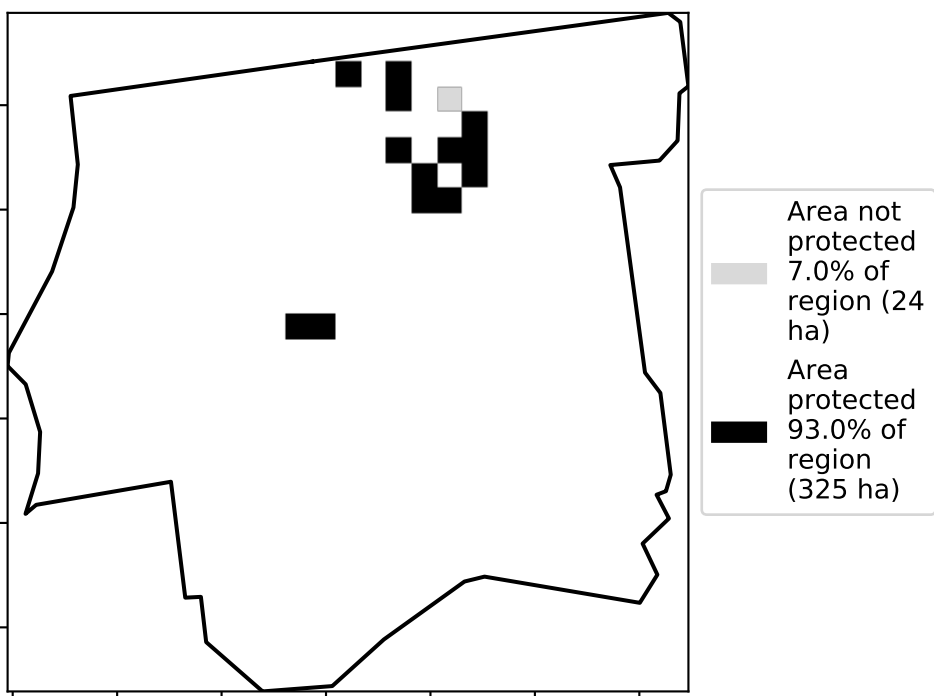 Area not
protected
7.0% of
region (24
ha)
Area
protected
93.0% of
region
(325 ha)